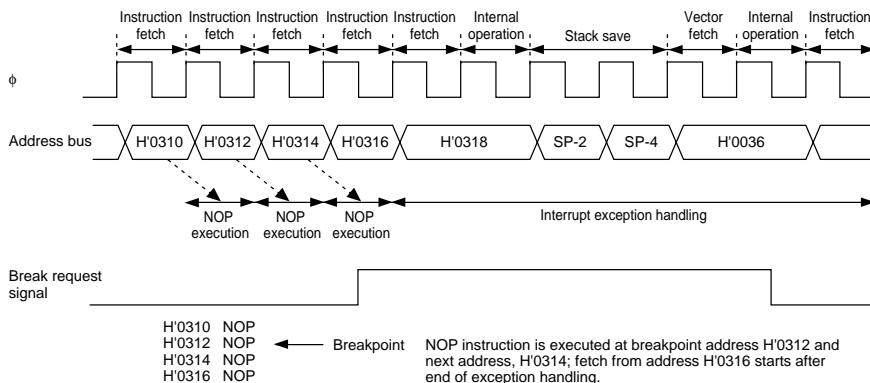 Instruction fetch
Instruction fetch
Instruction fetch
Instruction fetch
Instruction fetch
Internal operation
Stack save
Vector fetch
Internal operation
Instruction fetch
φ
Address bus
H'0310
H'0312
H'0314
H'0316
H'0318
SP-2
SP-4
H'0036
NOP execution
NOP execution
NOP execution
Interrupt exception handling
Break request signal
H'0310 NOP
H'0312 NOP
H'0314 NOP
H'0316 NOP
Breakpoint
NOP instruction is executed at breakpoint address H'0312 and
next address, H'0314; fetch from address H'0316 starts after
end of exception handling.